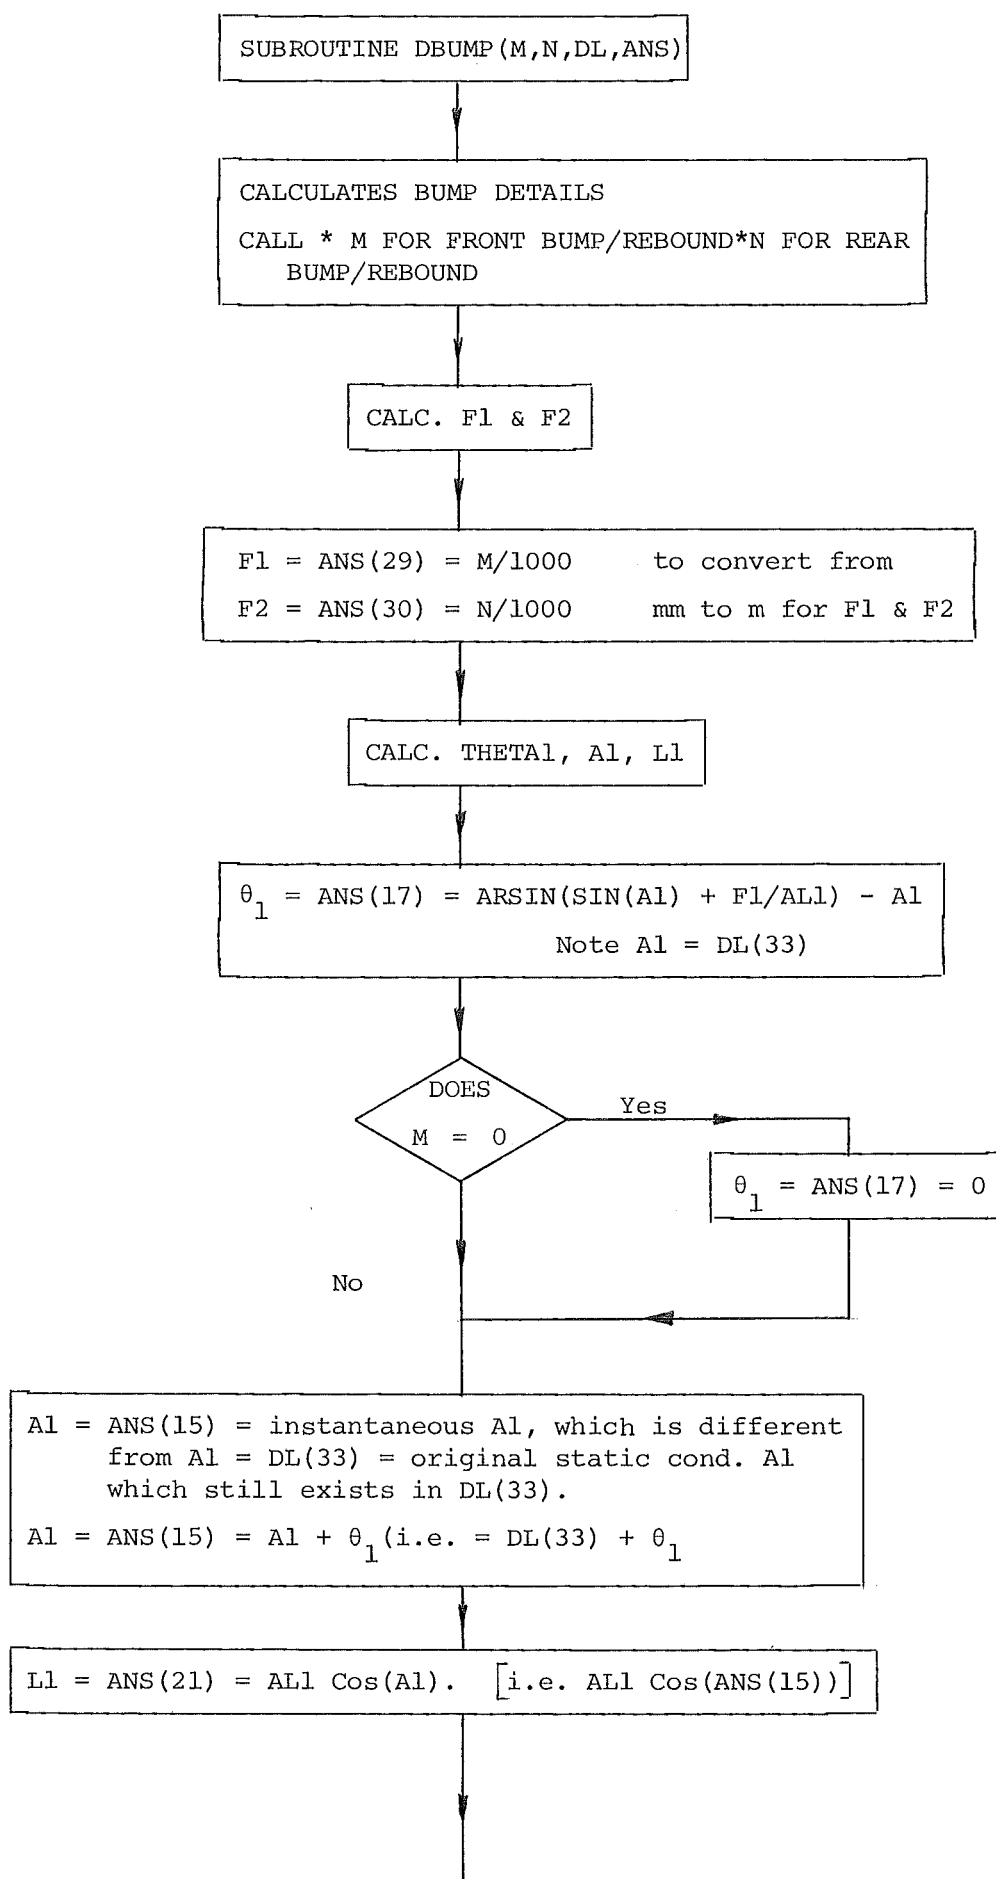 SUBROUTINE DBUMP(M,N,DL,ANS)
CALCULATES BUMP DETAILS
CALL * M FOR FRONT BUMP/REBOUND*N FOR REAR
BUMP/REBOUND
CALC. F1 & F2
F1 = ANS(29) = M/1000 to convert from
F2 = ANS(30) = N/1000 mm to m for F1 & F2
CALC. THETA1, A1, L1
θ₁ = ANS(17) = ARSIN(SIN(A1) + F1/AL1) - A1
Note A1 = DL(33)
DOES
M = 0
Yes
θ₁ = ANS(17) = 0
No
A1 = ANS(15) = instantaneous A1, which is different
from A1 = DL(33) = original static cond. A1
which still exists in DL(33).
A1 = ANS(15) = A1 + θ₁(i.e. = DL(33) + θ₁
L1 = ANS(21) = AL1 Cos(A1). [i.e. AL1 Cos(ANS(15))]